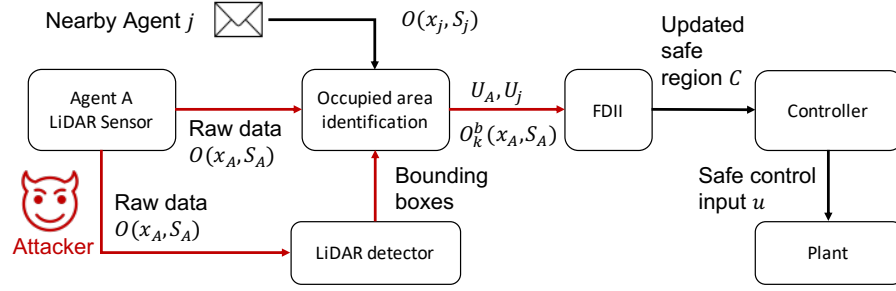 Nearby Agent j
O(x_j, S_j)
Updated
safe
region C
Agent A
LiDAR Sensor
Raw data
O(x_A, S_A)
Occupied area
identification
U_A, U_j
O_k^b(x_A, S_A)
FDII
Controller
Attacker
Raw data
O(x_A, S_A)
Bounding
boxes
LiDAR detector
Safe control
input u
Plant